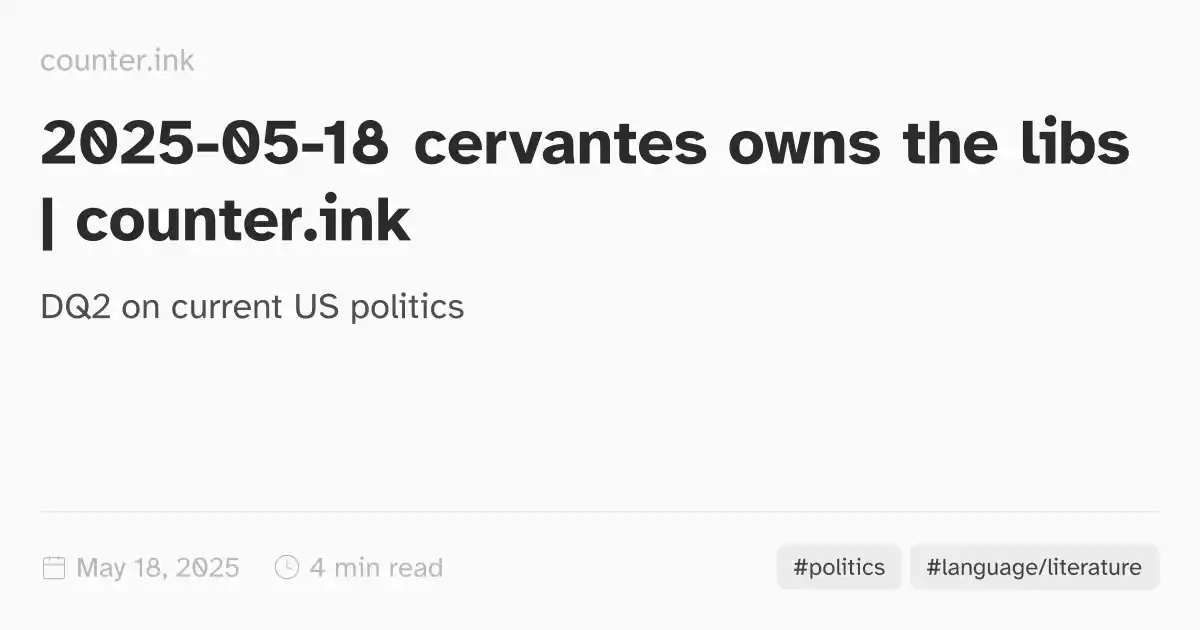 counter.ink
2025-05-18 cervantes owns the libs
| counter.ink
DQ2 on current US politics
May 18, 2025
4 min read
#politics
#language/literature